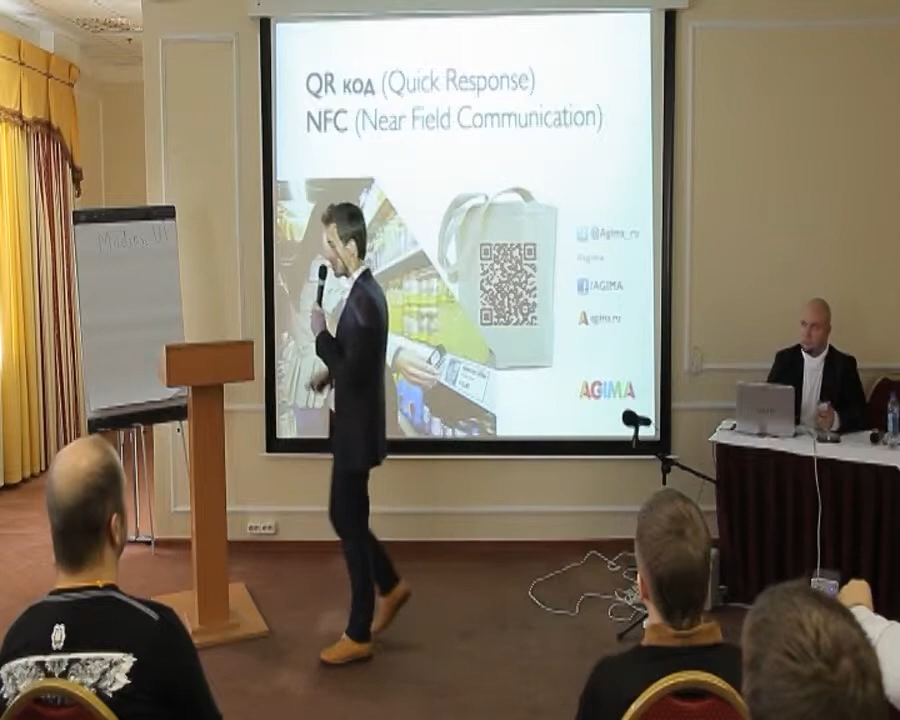 QR код (Quick Response)
NFC (Near Field Communication)
@Agima_ru
/AGIMA
agima.ru
AGIMA